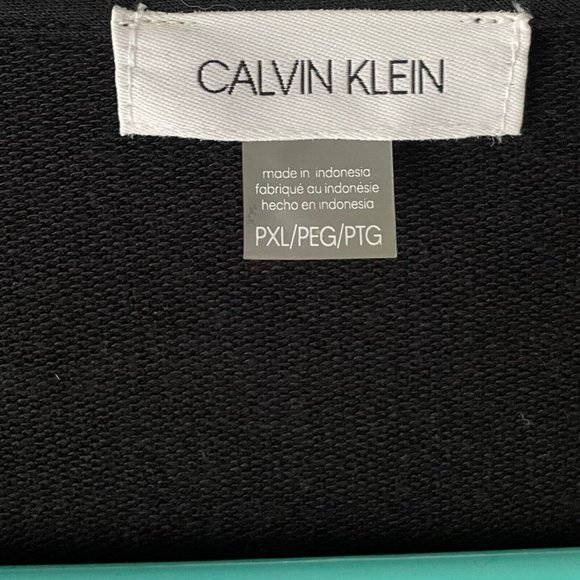 CALVIN KLEIN
made in indonesia
fabriqué au indonésie
hecho en indonesia
PXL/PEG/PTG